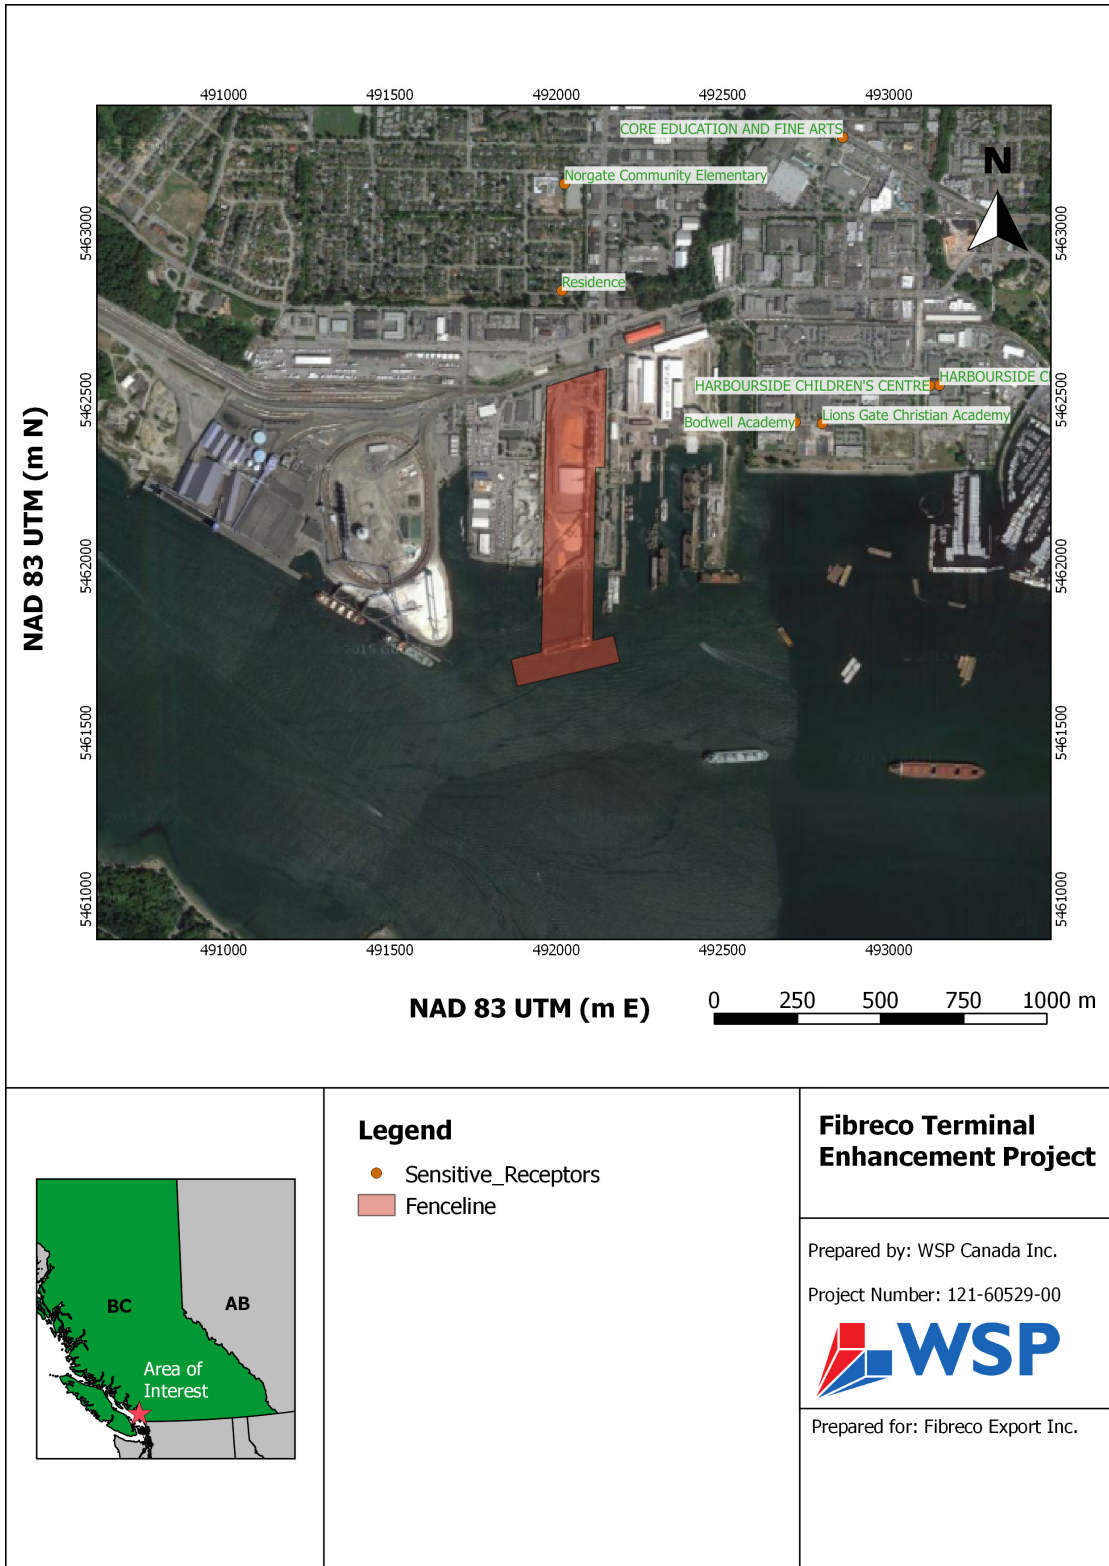 491000 491500 492000 492500 493000
CORE EDUCATION AND FINE ARTS
N
Norgate Community Elementary
5463000
5463000
Residence
HARBOURSIDE CHILDREN'S CENTRE
HARBOURSIDE C
5462500
5462500
Bodwell Academy
Lions Gate Christian Academy
NAD 83 UTM (m N)
5462000
5462000
© 2015 Google
5461500
5461500
5461000
5461000
491000 491500 492000 492500 493000
NAD 83 UTM (m E)
0 250 500 750 1000 m
Legend
Sensitive_Receptors
Fenceline
BC
AB
Area of
Interest
Fibreco Terminal
Enhancement Project
Prepared by: WSP Canada Inc.
Project Number: 121-60529-00
WSP
Prepared for: Fibreco Export Inc.